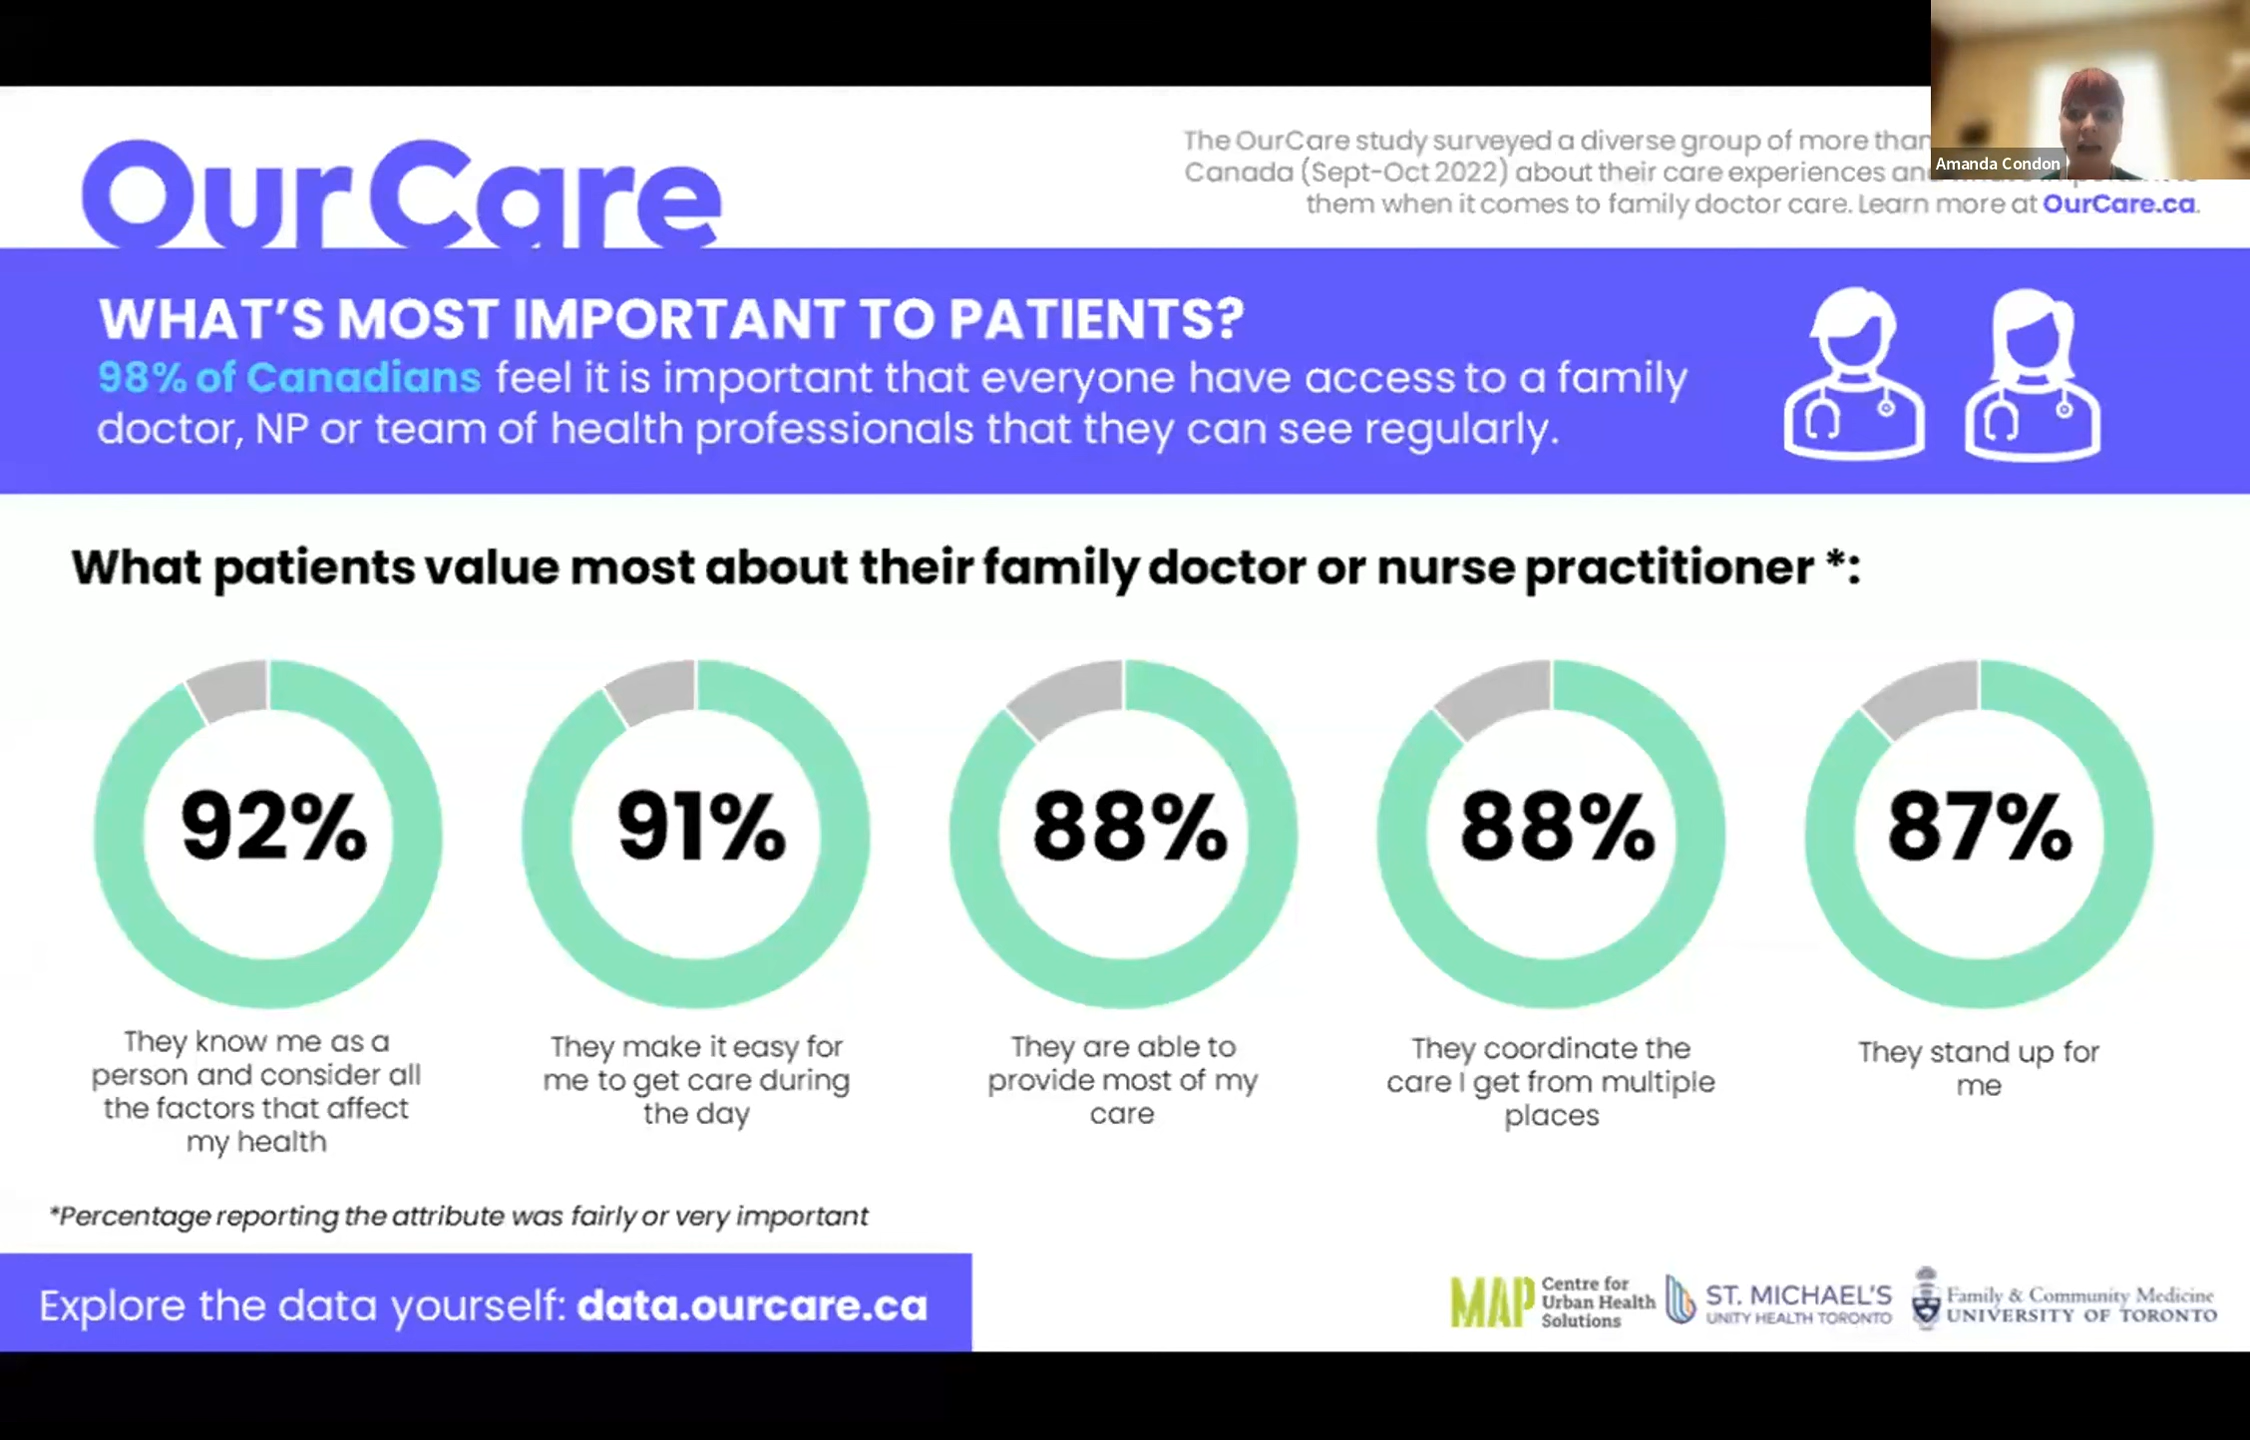 OurCare
The OurCare study surveyed a diverse group of more than
Canada (Sept-Oct 2022) about their care experiences
them when it comes to family doctor care. Learn more at OurCare.ca.
Amanda Condon
WHAT'S MOST IMPORTANT TO PATIENTS?
98% of Canadians feel it is important that everyone have access to a family
doctor, NP or team of health professionals that they can see regularly.
What patients value most about their family doctor or nurse practitioner *:
92%
They know me as a
person and consider all
the factors that affect
my health
91%
They make it easy for
me to get care during
the day
88%
They are able to
provide most of my
care
88%
They coordinate the
care I get from multiple
places
87%
They stand up for
me
*Percentage reporting the attribute was fairly or very important
Explore the data yourself: data.ourcare.ca
MAP
Centre for
Urban Health
Solutions
ST. MICHAEL'S
UNITY HEALTH TORONTO
Family & Community Medicine
UNIVERSITY OF TORONTO